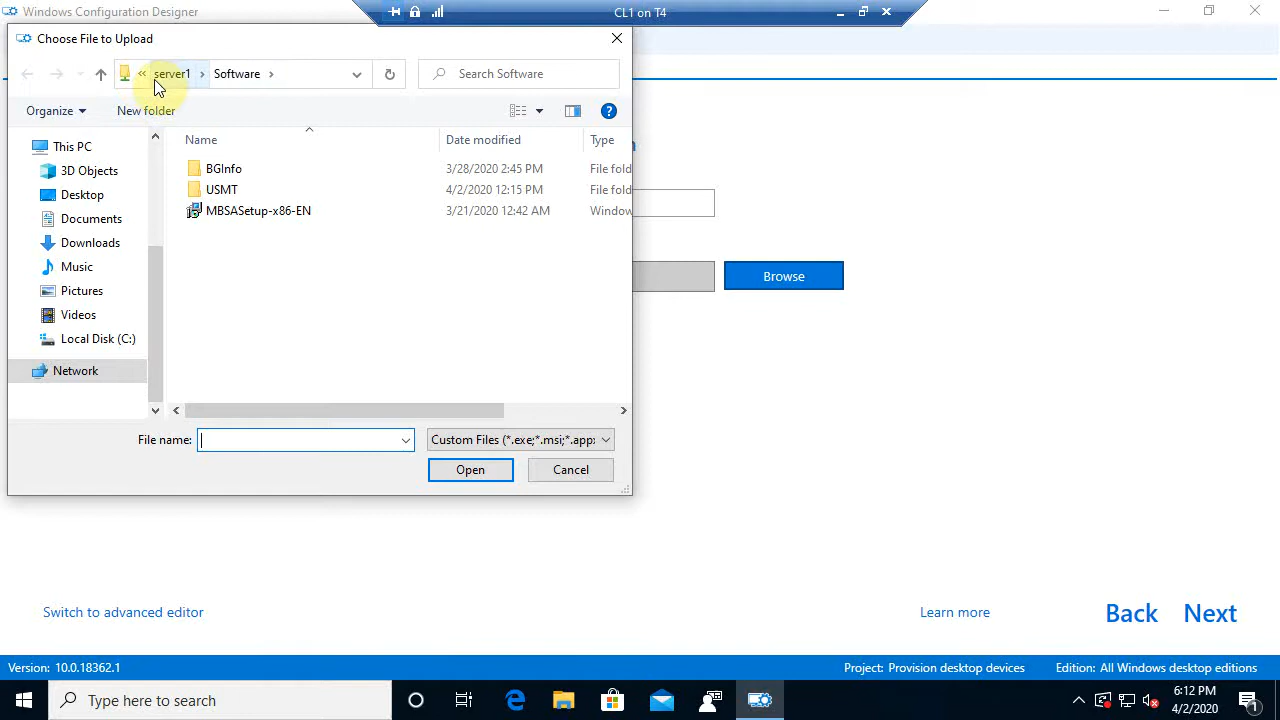 Windows Configuration Designer
CL1 on T4
Choose File to Upload
« server1 › Software ›
Search Software
Organize
New folder
Name
Date modified
Type
This PC
3D Objects
Desktop
Documents
Downloads
Music
Pictures
Videos
Local Disk (C:)
Network
BGInfo 3/28/2020 2:45 PM File fold
USMT 4/2/2020 12:15 PM File fold
MBSASetup-x86-EN 3/21/2020 12:42 AM Window
Browse
File name:
Custom Files (*.exe;*.msi;*.app
Open
Cancel
Switch to advanced editor
Learn more
Back
Next
Version: 10.0.18362.1
Project: Provision desktop devices
Edition: All Windows desktop editions
Type here to search
6:12 PM
4/2/2020
1